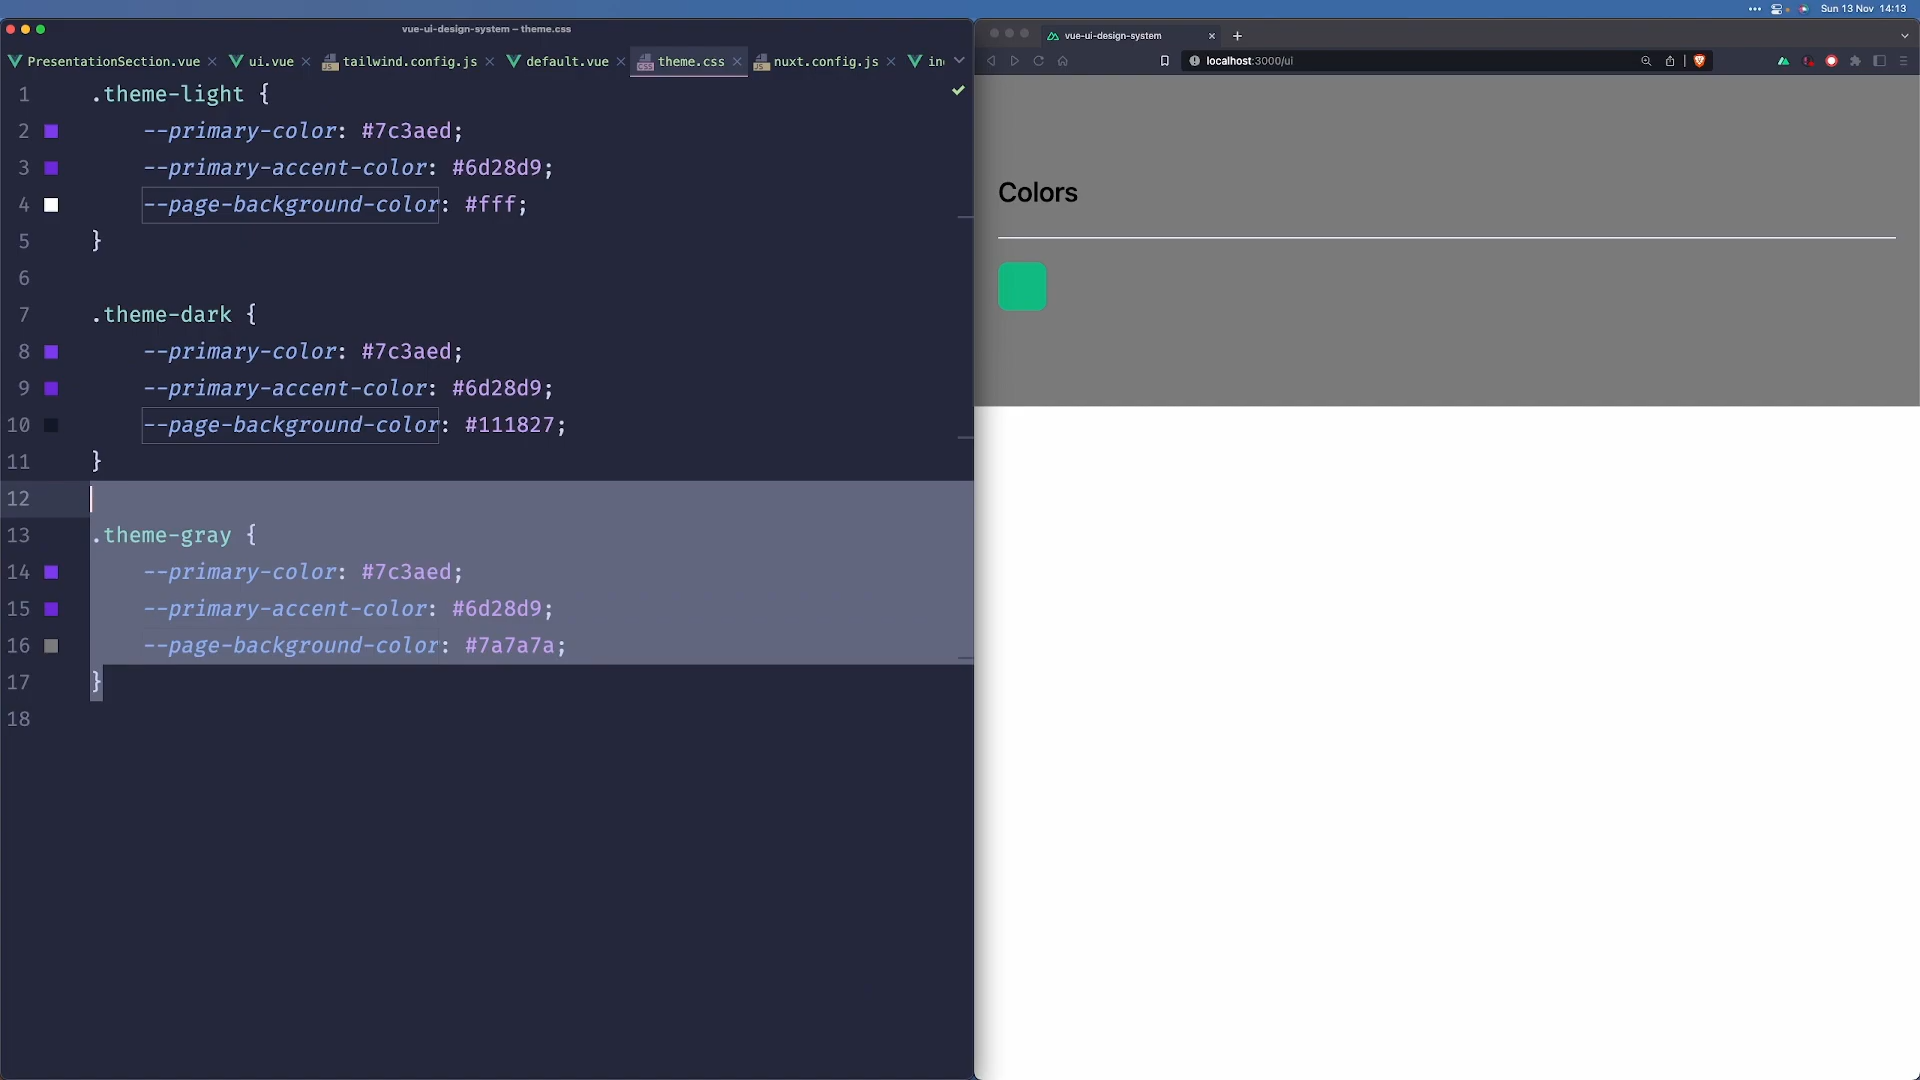 Sun 13 Nov 14:13
vue-ui-design-system – theme.css
PresentationSection.vue
ui.vue
tailwind.config.js
default.vue
theme.css
nuxt.config.js
1 .theme-light {
2 --primary-color: #7c3aed;
3 --primary-accent-color: #6d28d9;
4 --page-background-color: #fff;
5 }
6
7 .theme-dark {
8 --primary-color: #7c3aed;
9 --primary-accent-color: #6d28d9;
10 --page-background-color: #111827;
11 }
12
13 .theme-gray {
14 --primary-color: #7c3aed;
15 --primary-accent-color: #6d28d9;
16 --page-background-color: #7a7a7a;
17 }
18
vue-ui-design-system
localhost:3000/ui
Colors